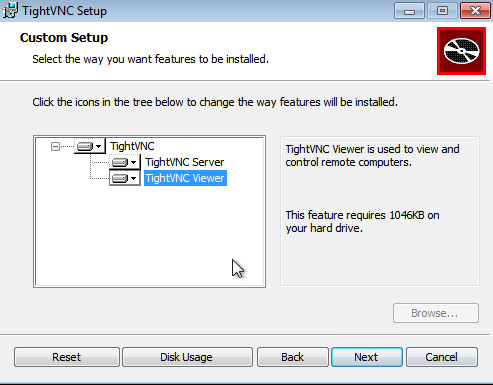 TightVNC Setup
Custom Setup
Select the way you want features to be installed.
Click the icons in the tree below to change the way features will be installed.
TightVNC
TightVNC Server
TightVNC Viewer
TightVNC Viewer is used to view and
control remote computers.
This feature requires 1046KB on
your hard drive.
Browse...
Reset
Disk Usage
Back
Next
Cancel